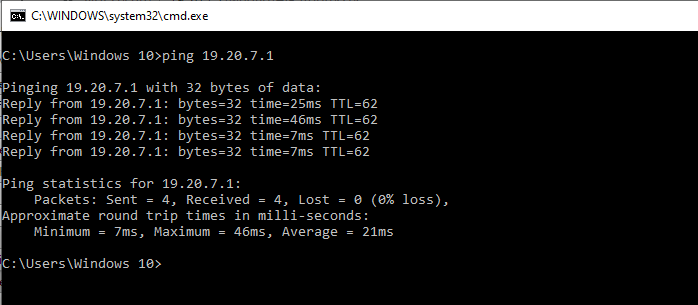 C:\WINDOWS\system32\cmd.exe
C:\Users\Windows 10>ping 19.20.7.1
Pinging 19.20.7.1 with 32 bytes of data:
Reply from 19.20.7.1: bytes=32 time=25ms TTL=62
Reply from 19.20.7.1: bytes=32 time=46ms TTL=62
Reply from 19.20.7.1: bytes=32 time=7ms TTL=62
Reply from 19.20.7.1: bytes=32 time=7ms TTL=62
Ping statistics for 19.20.7.1:
    Packets: Sent = 4, Received = 4, Lost = 0 (0% loss),
Approximate round trip times in milli-seconds:
    Minimum = 7ms, Maximum = 46ms, Average = 21ms
C:\Users\Windows 10>